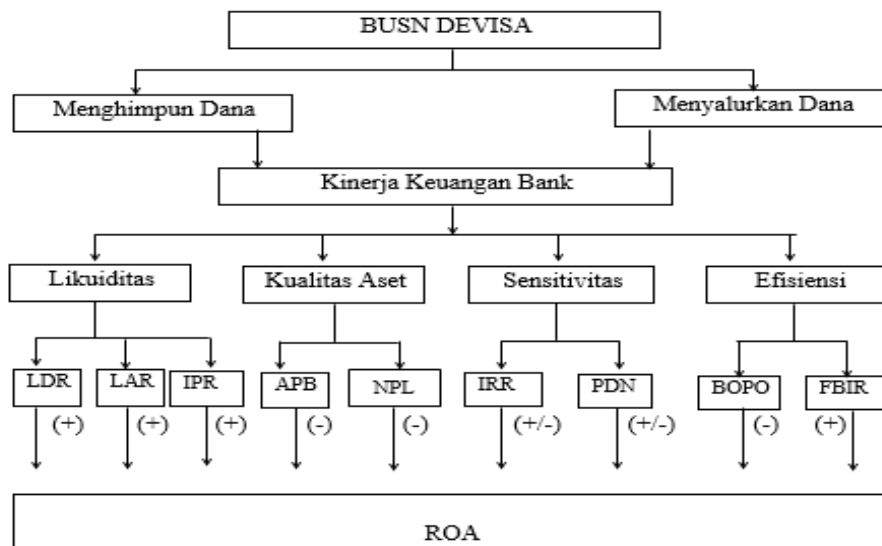 BUSN DEVISA
Menghimpun Dana
Menyalurkan Dana
Kinerja Keuangan Bank
Likuiditas
Kualitas Aset
Sensitivitas
Efisiensi
LDR
LAR
IPR
APB
NPL
IRR
PDN
BOPO
FBIR
(+)
(+)
(+)
(-)
(-)
(+/-)
(+/-)
(-)
(+)
ROA